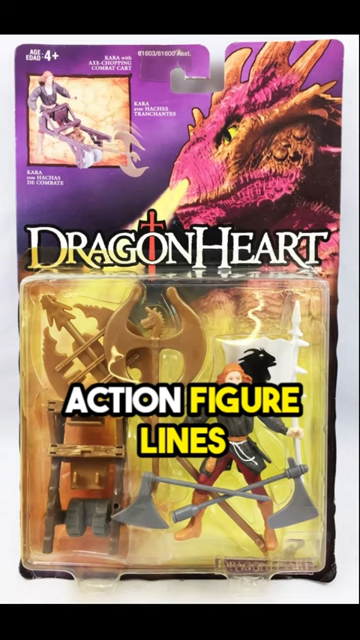 AGE
EDAD 4+
61603/61600 Asst.
KARA with
AXE-CHOPPING
COMBAT CART
KARA
avec HACHES
TRANCHANTES
KARA
con HACHAS
DE COMBATE
DRAGONHEART
ACTION FIGURE
LINES
DRAGONHEART